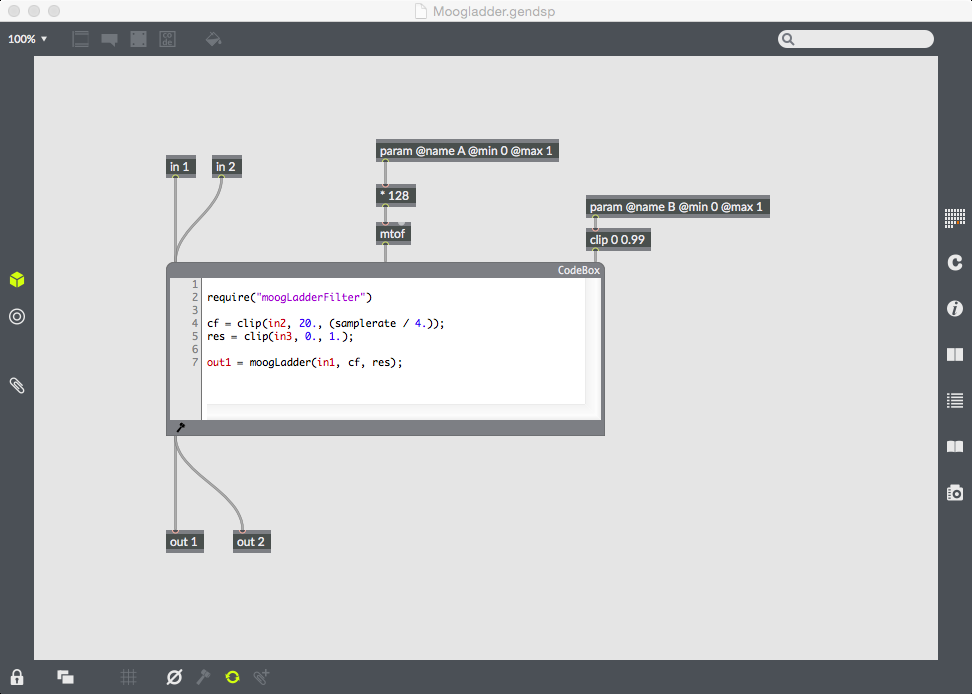 Moogladder.gendsp
100%
co
de
param @name A @min 0 @max 1
in 1
in 2
* 128
param @name B @min 0 @max 1
mtof
clip 0 0.99
CodeBox
1
2 require("moogLadderFilter")
3
4 cf = clip(in2, 20., (samplerate / 4.));
5 res = clip(in3, 0., 1.);
6
7 out1 = moogLadder(in1, cf, res);
out 1
out 2